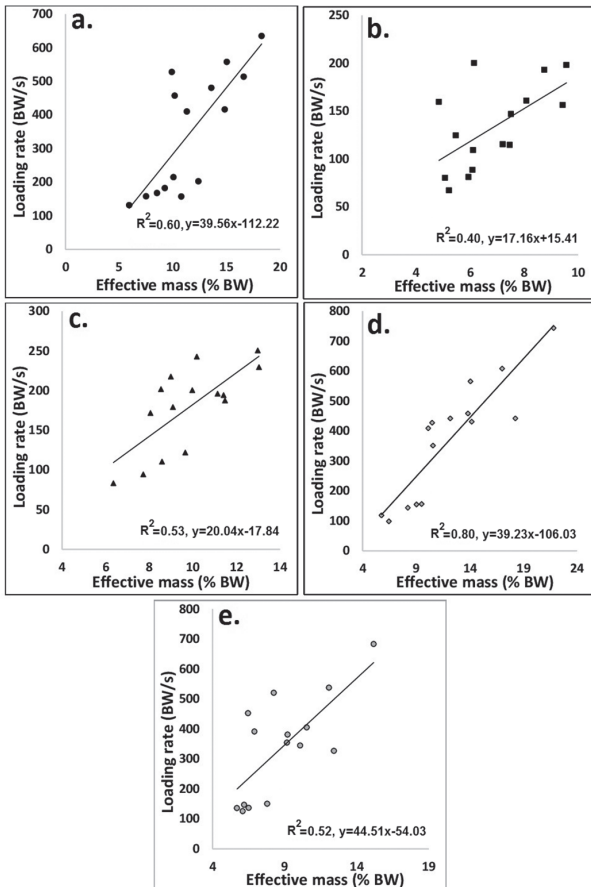 a.
Loading rate (BW/s)
700
600
500
400
300
200
100
0
R2=0.60, y=39.56x-112.22
0 5 10 15 20
Effective mass (% BW)
b.
Loading rate (BW/s)
250
200
150
100
50
0
R2=0.40, y=17.16x+15.41
2 4 6 8 10
Effective mass (% BW)
c.
Loading rate (BW/s)
300
250
200
150
100
50
0
R2=0.53, y=20.04x-17.84
4 6 8 10 12 14
Effective mass (% BW)
d.
Loading rate (BW/s)
800
700
600
500
400
300
200
100
0
R2=0.80, y=39.23x-106.03
4 9 14 19 24
Effective mass (% BW)
e.
Loading rate (BW/s)
800
700
600
500
400
300
200
100
0
R2=0.52, y=44.51x-54.03
4 9 14 19
Effective mass (% BW)